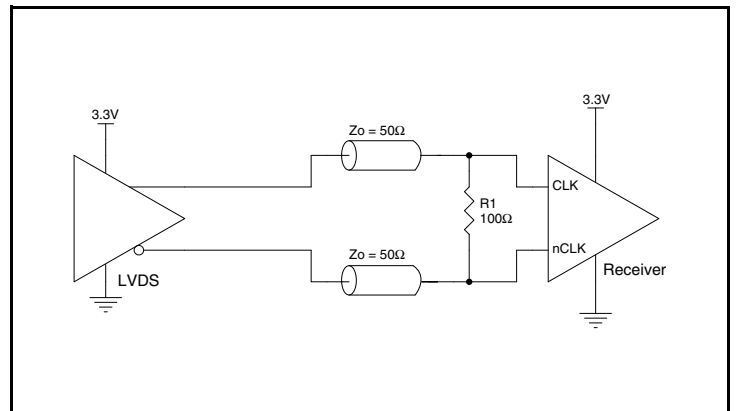 3.3V
3.3V
Zo = 50Ω
CLK
R1
100Ω
Zo = 50Ω
nCLK
LVDS
Receiver